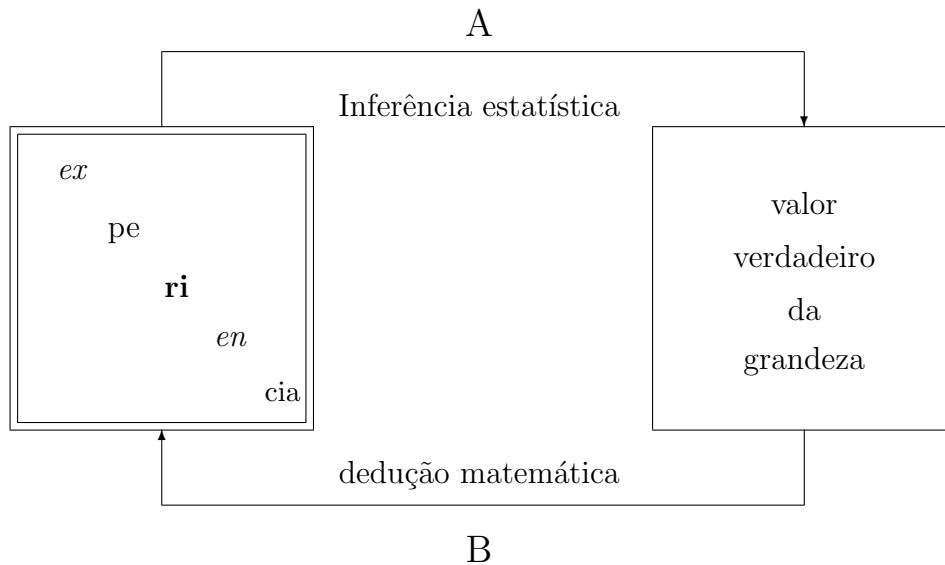 A
Inferência estatística
ex
pe
ri
en
cia
valor
verdadeiro
da
grandeza
dedução matemática
B